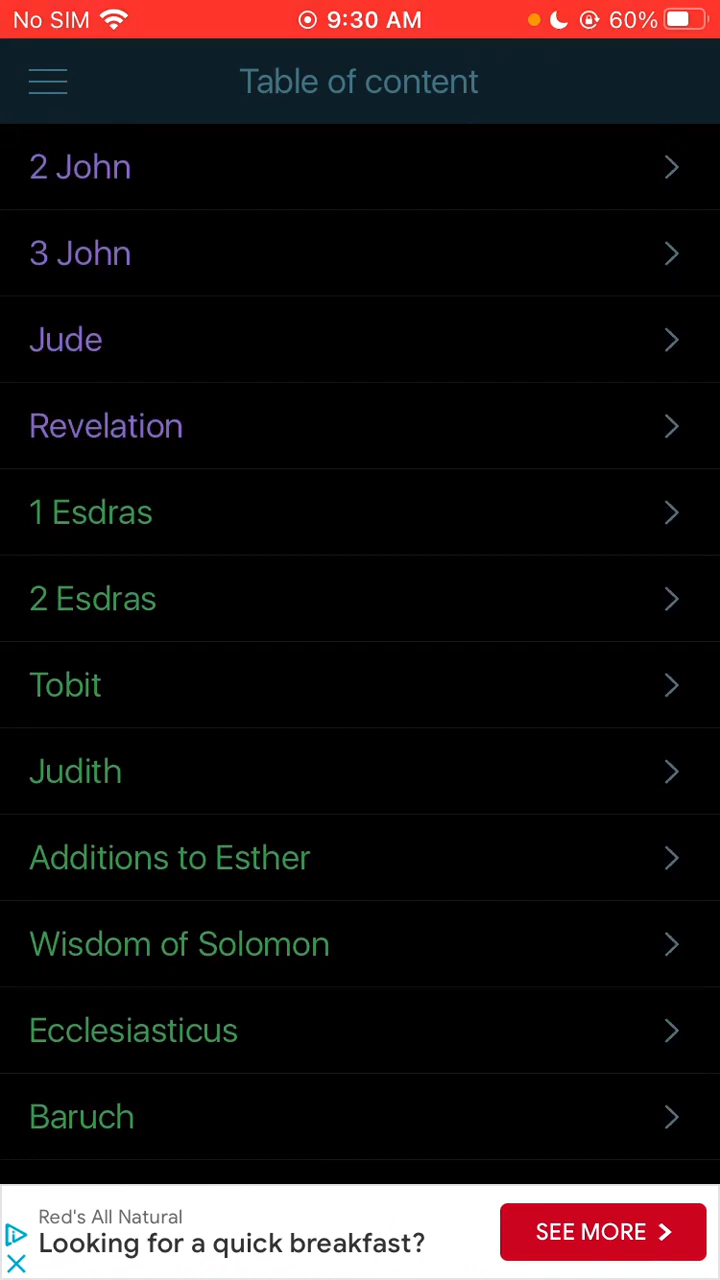 No SIM 9:30 AM 60%
Table of content
2 John
3 John
Jude
Revelation
1 Esdras
2 Esdras
Tobit
Judith
Additions to Esther
Wisdom of Solomon
Ecclesiasticus
Baruch
Red's All Natural
Looking for a quick breakfast?
SEE MORE